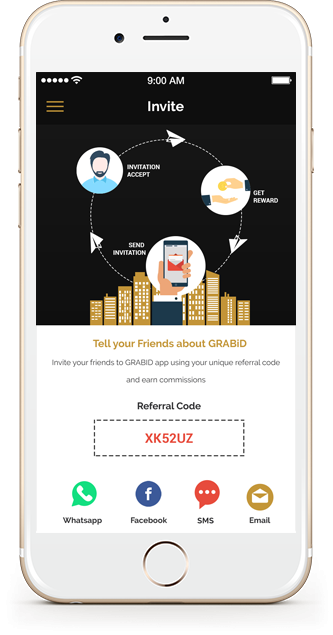 9:00 AM
Invite
INVITATION
ACCEPT
GET
REWARD
SEND
INVITATION
Tell your Friends about GRABiD
Invite your friends to GRABID app using your unique referral code
and earn commissions
Referral Code
XK52UZ
Whatsapp
Facebook
SMS
Email